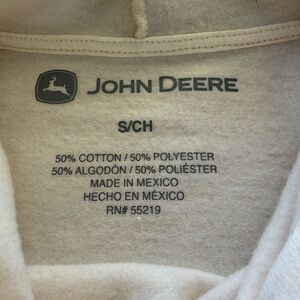 JOHN DEERE
S/CH
50% COTTON / 50% POLYESTER
50% ALGODÓN / 50% POLIÉSTER
MADE IN MEXICO
HECHO EN MÉXICO
RN# 55219